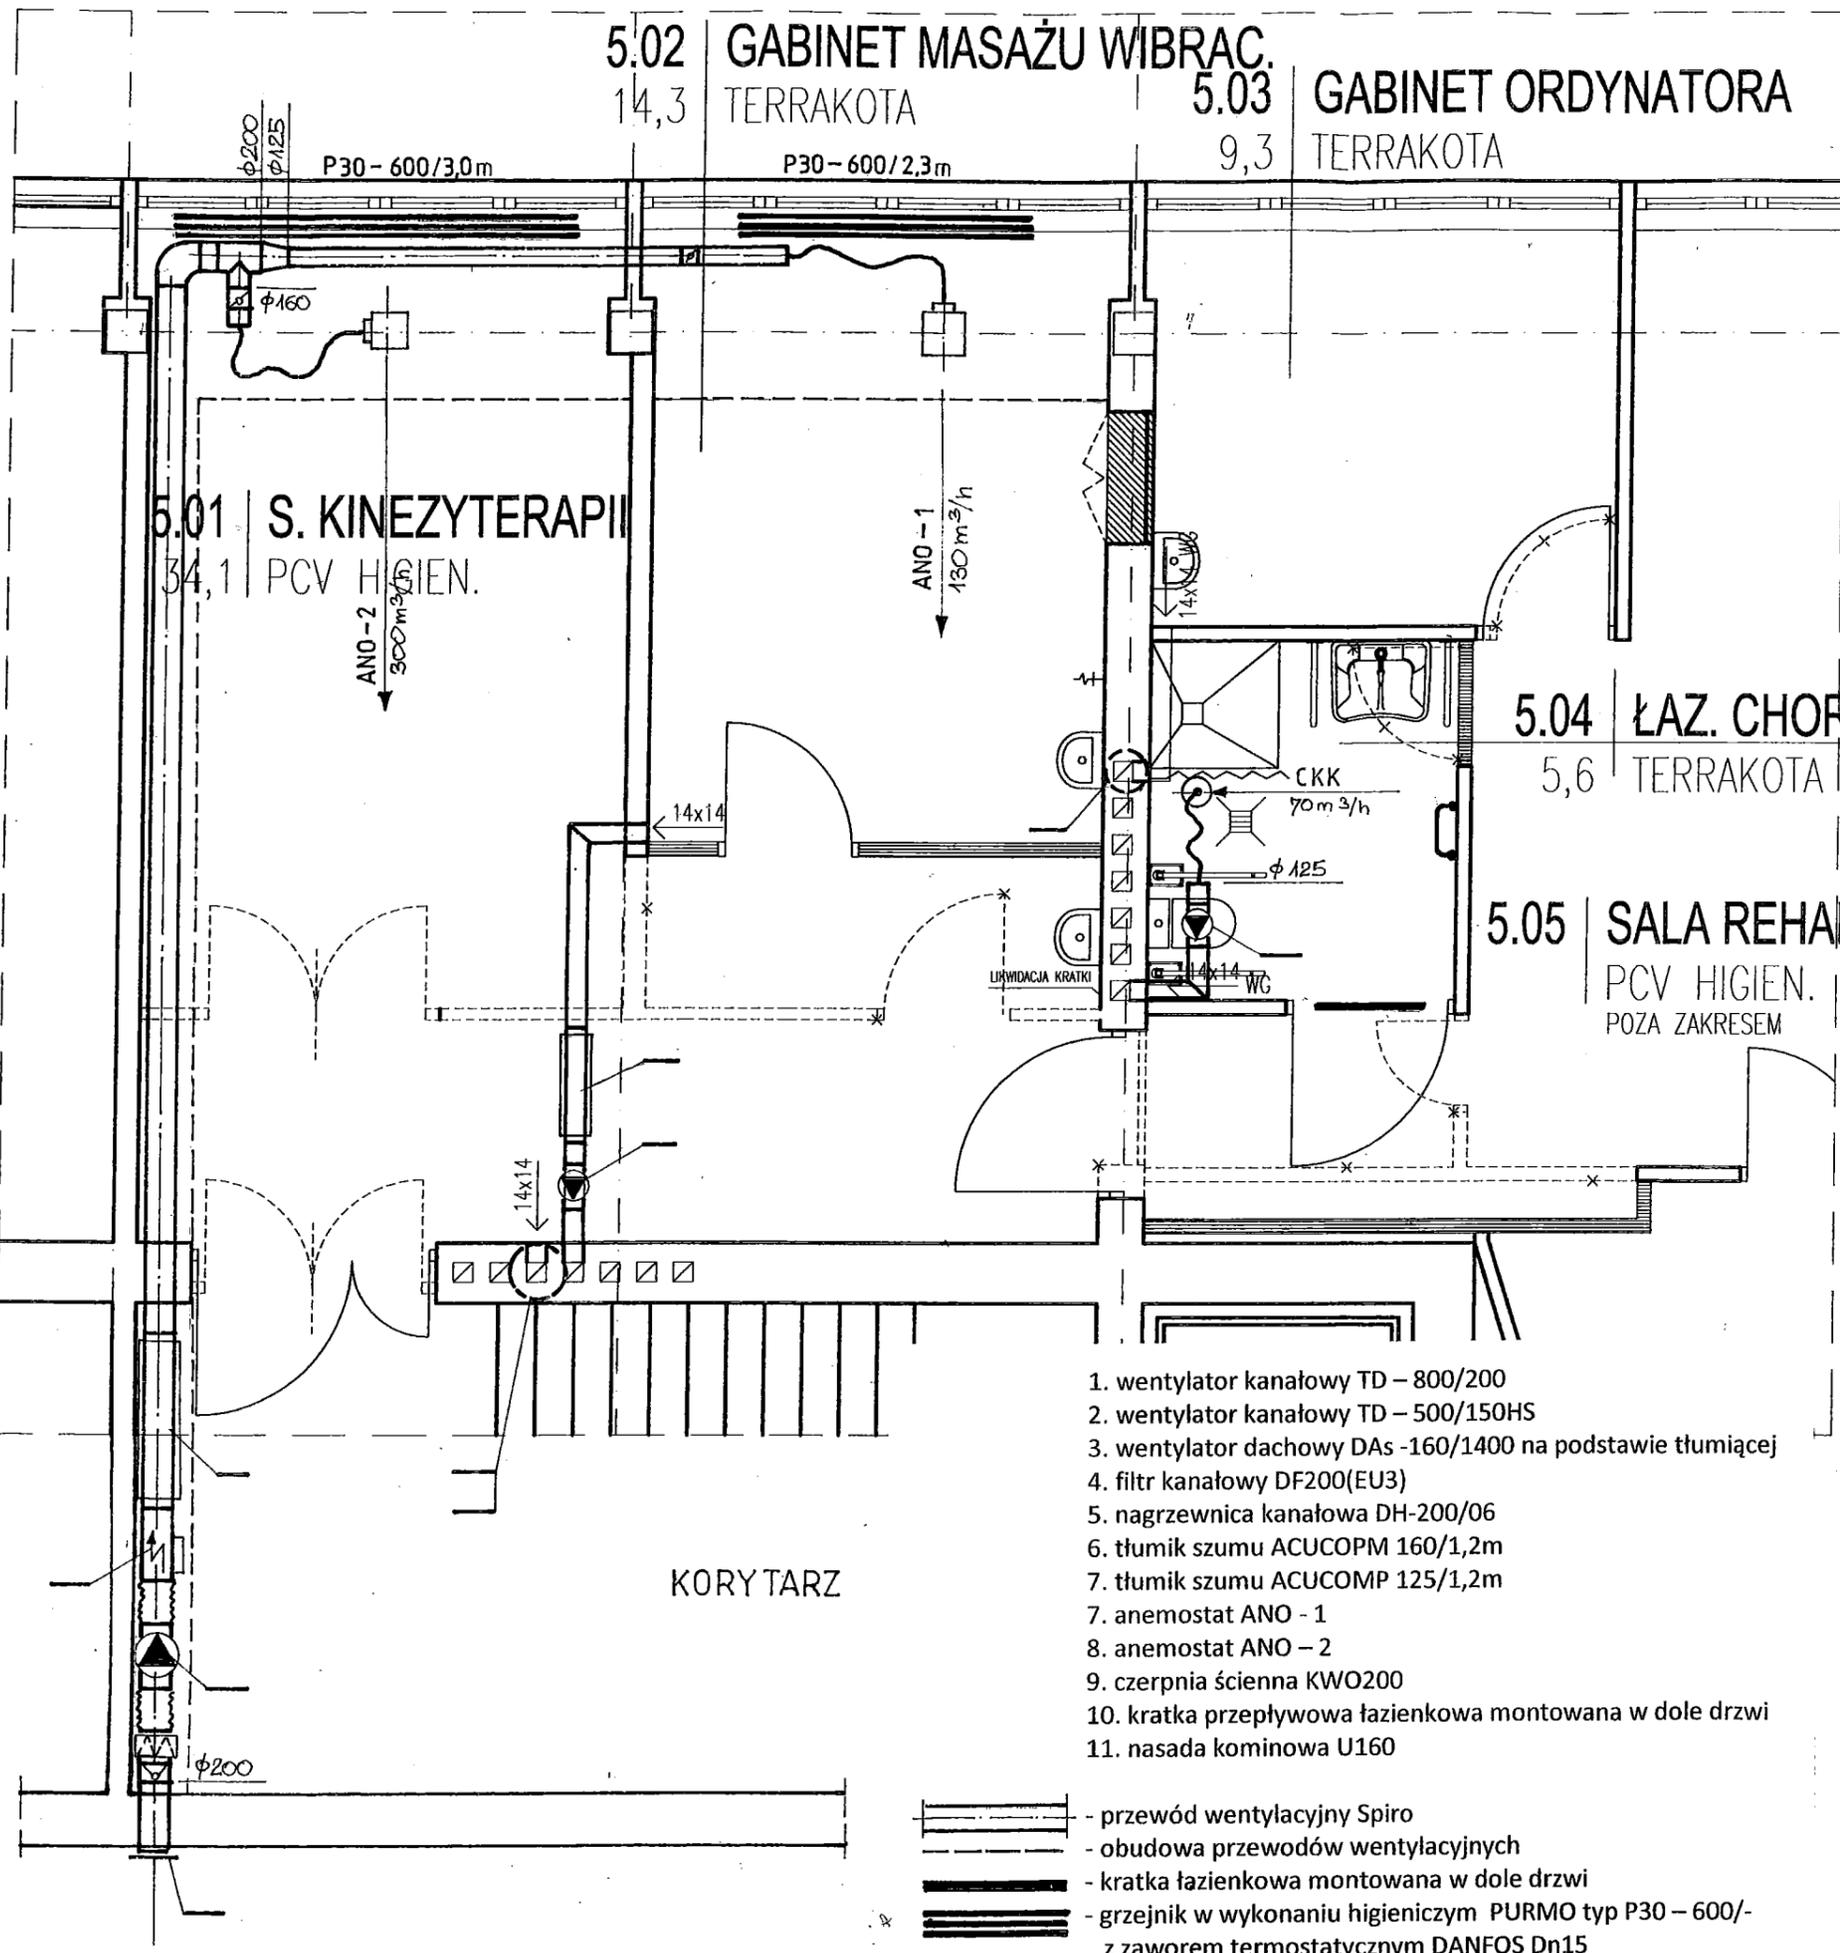 5.02 GABINET MASAŻU WIBRAC.
14,3 TERRAKOTA
5.03 GABINET ORDYNATORA
9,3 TERRAKOTA
ϕ200
ϕ125
P30-600/3,0m
P30-600/2,3m
ϕ160
5.01 S. KINEZYTERAPII
34,1 PCV HIGIEN.
ANO-2
300m³/h
ANO-1
130m³/h
14x14 WG
5.04 ŁAZ. CHOR
5,6 TERRAKOTA
CKK
70m³/h
14x14
ϕ125
5.05 SALA REHA
PCV HIGIEN.
POZA ZAKRESEM
LIKWIDACJA KRATKI
14x14
WG
14x14
KORYTARZ
ϕ200
1. wentylator kanałowy TD – 800/200
2. wentylator kanałowy TD – 500/150HS
3. wentylator dachowy DAs -160/1400 na podstawie tłumiącej
4. filtr kanałowy DF200(EU3)
5. nagrzewnica kanałowa DH-200/06
6. tłumik szumu ACUCOPM 160/1,2m
7. tłumik szumu ACUCOMP 125/1,2m
7. anemostat ANO - 1
8. anemostat ANO – 2
9. czerpnia ścienna KWO200
10. kratka przepływowa łazienkowa montowana w dole drzwi
11. nasada kominowa U160
- przewód wentylacyjny Spiro
- obudowa przewodów wentylacyjnych
- kratka łazienkowa montowana w dole drzwi
- grzejnik w wykonaniu higieniczym PURMO typ P30 – 600/-
z zaworem termostatycznym DANFOS Dn15